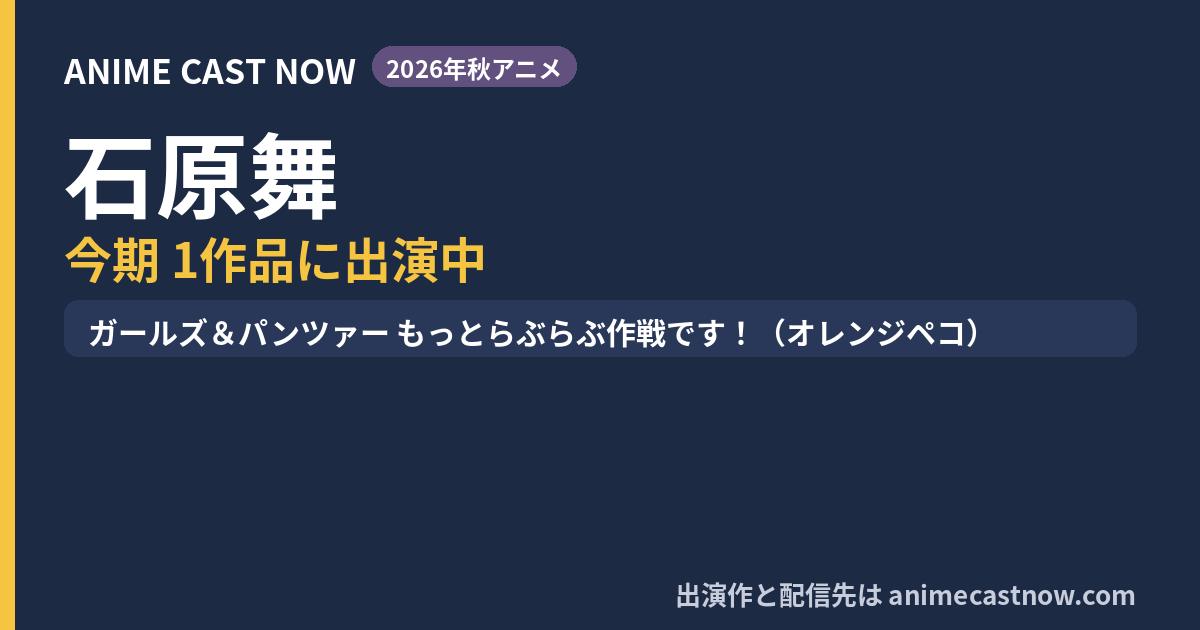 ANIME CAST NOW 2026年秋アニメ
石原舞
今期 1作品に出演中
ガールズ＆パンツァー もっとらぶらぶ作戦です！（オレンジペコ）
出演作と配信先は animecastnow.com